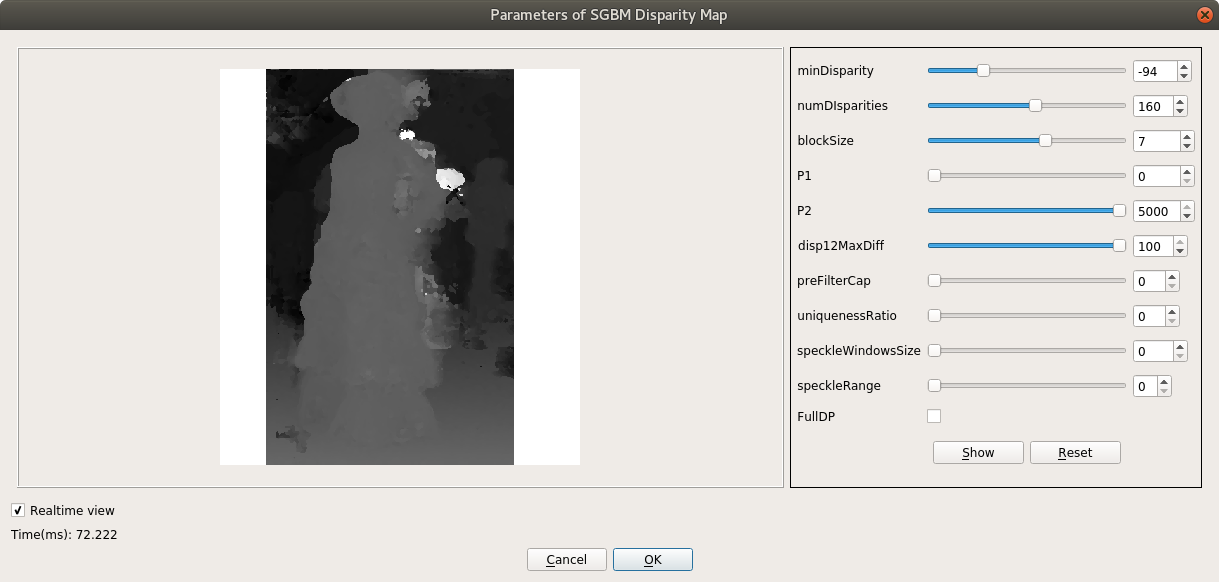 Parameters of SGBM Disparity Map
minDisparity -94
numDIsparities 160
blockSize 7
P1 0
P2 5000
disp12MaxDiff 100
preFilterCap 0
uniquenessRatio 0
speckleWindowsSize 0
speckleRange 0
FullDP
Show Reset
Realtime view
Time(ms): 72.222
Cancel OK